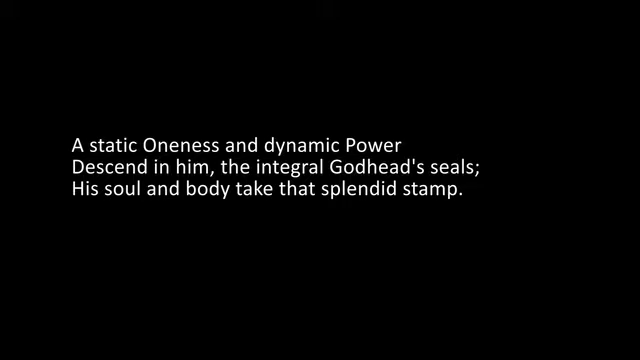 A static Oneness and dynamic Power
Descend in him, the integral Godhead's seals;
His soul and body take that splendid stamp.